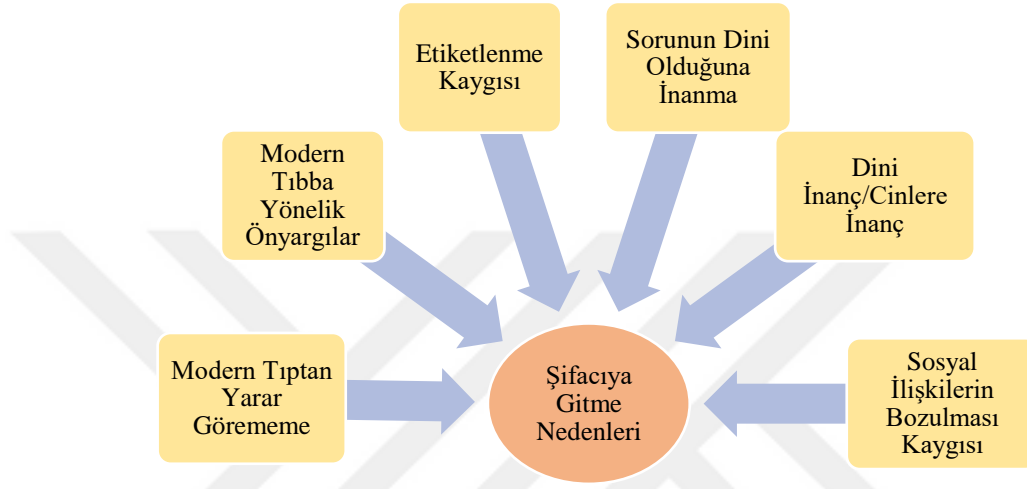 Etiketlenme
Kaygısı
Sorunun Dini
Olduğuna
İnanma
Modern
Tıbba
Yönelik
Önyargılar
Dini
İnanç/Cinlere
İnanç
Modern Tıptan
Yarar
Görememe
Şifacıya
Gitme
Nedenleri
Sosyal
İlişkilerin
Bozulması
Kaygısı